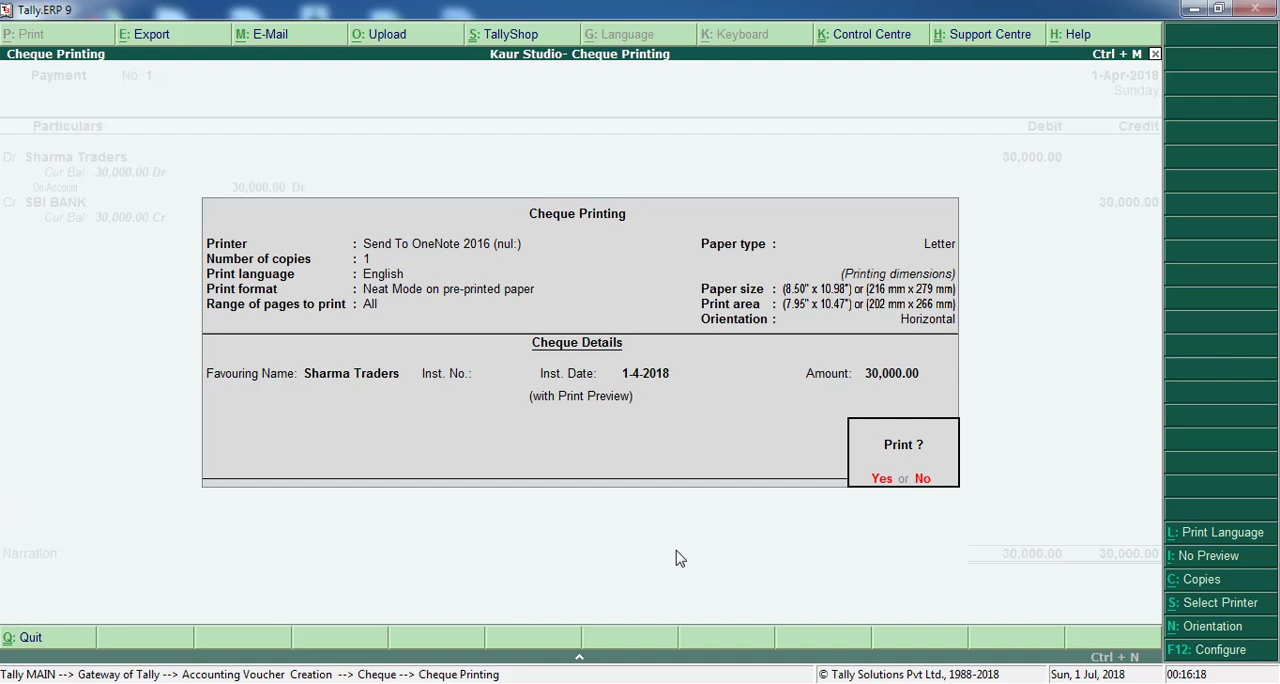 Tally.ERP 9
P: Print E: Export M: E-Mail O: Upload S: TallyShop G: Language K: Keyboard K: Control Centre H: Support Centre H: Help
Cheque Printing Kaur Studio- Cheque Printing Ctrl + M
Payment No. 1 1-Apr-2018
Sunday
Particulars Debit Credit
Dr Sharma Traders 30,000.00
Cur Bal: 30,000.00 Dr
On Account 30,000.00 Dr
Cr SBI BANK 30,000.00
Cur Bal: 30,000.00 Cr
Cheque Printing
Printer : Send To OneNote 2016 (nul:) Paper type : Letter
Number of copies : 1
Print language : English (Printing dimensions)
Print format : Neat Mode on pre-printed paper Paper size : (8.50" x 10.98") or (216 mm x 279 mm)
Range of pages to print : All Print area : (7.95" x 10.47") or (202 mm x 266 mm)
Orientation : Horizontal
Cheque Details
Favouring Name: Sharma Traders Inst. No.: Inst. Date: 1-4-2018 Amount: 30,000.00
(with Print Preview)
Print ?
Yes or No
Narration: 30,000.00 30,000.00
L: Print Language
I: No Preview
C: Copies
S: Select Printer
N: Orientation
F12: Configure
Q: Quit
Ctrl + N
Tally MAIN --> Gateway of Tally --> Accounting Voucher Creation --> Cheque --> Cheque Printing © Tally Solutions Pvt Ltd., 1988-2018 Sun, 1 Jul, 2018 00:16:18